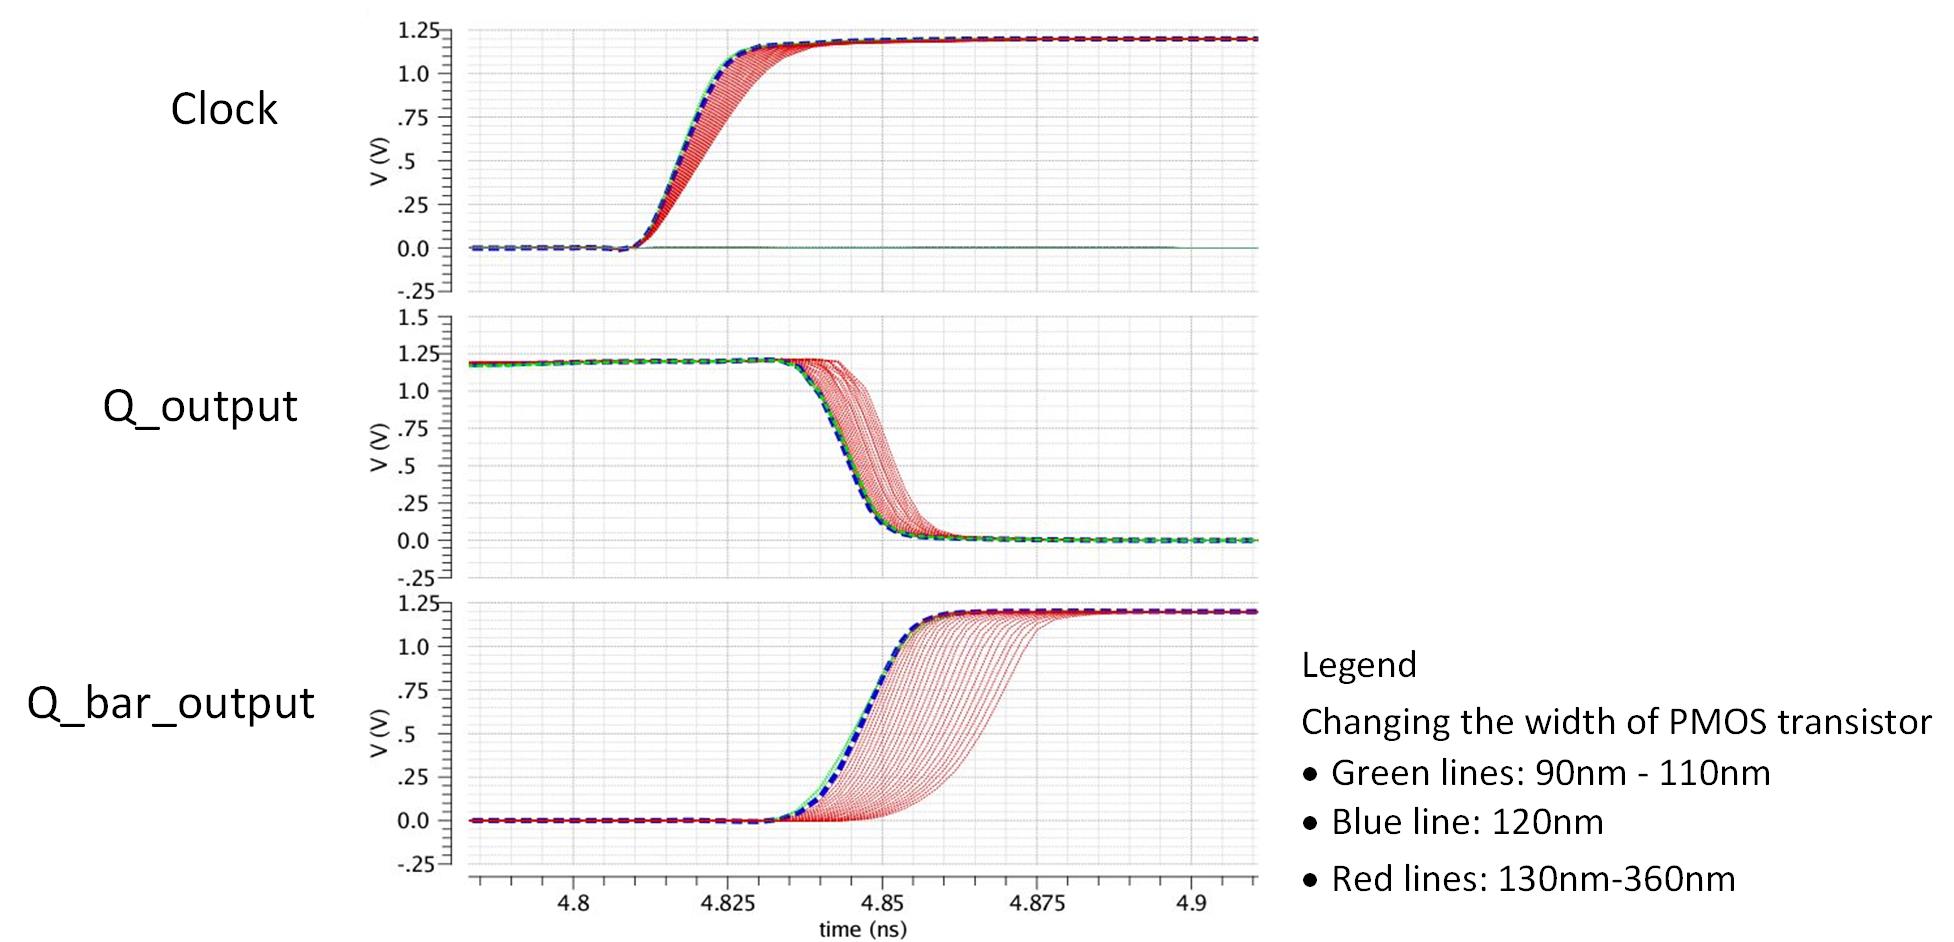 Clock
1.25
1.0
.75
.5
.25
0.0
-.25
V (V)
Q_output
1.5
1.25
1.0
.75
.5
.25
0.0
-.25
V (V)
Q_bar_output
1.25
1.0
.75
.5
.25
0.0
-.25
V (V)
4.8 4.825 4.85 4.875 4.9
time (ns)
Legend
Changing the width of PMOS transistor
• Green lines: 90nm - 110nm
• Blue line: 120nm
• Red lines: 130nm-360nm